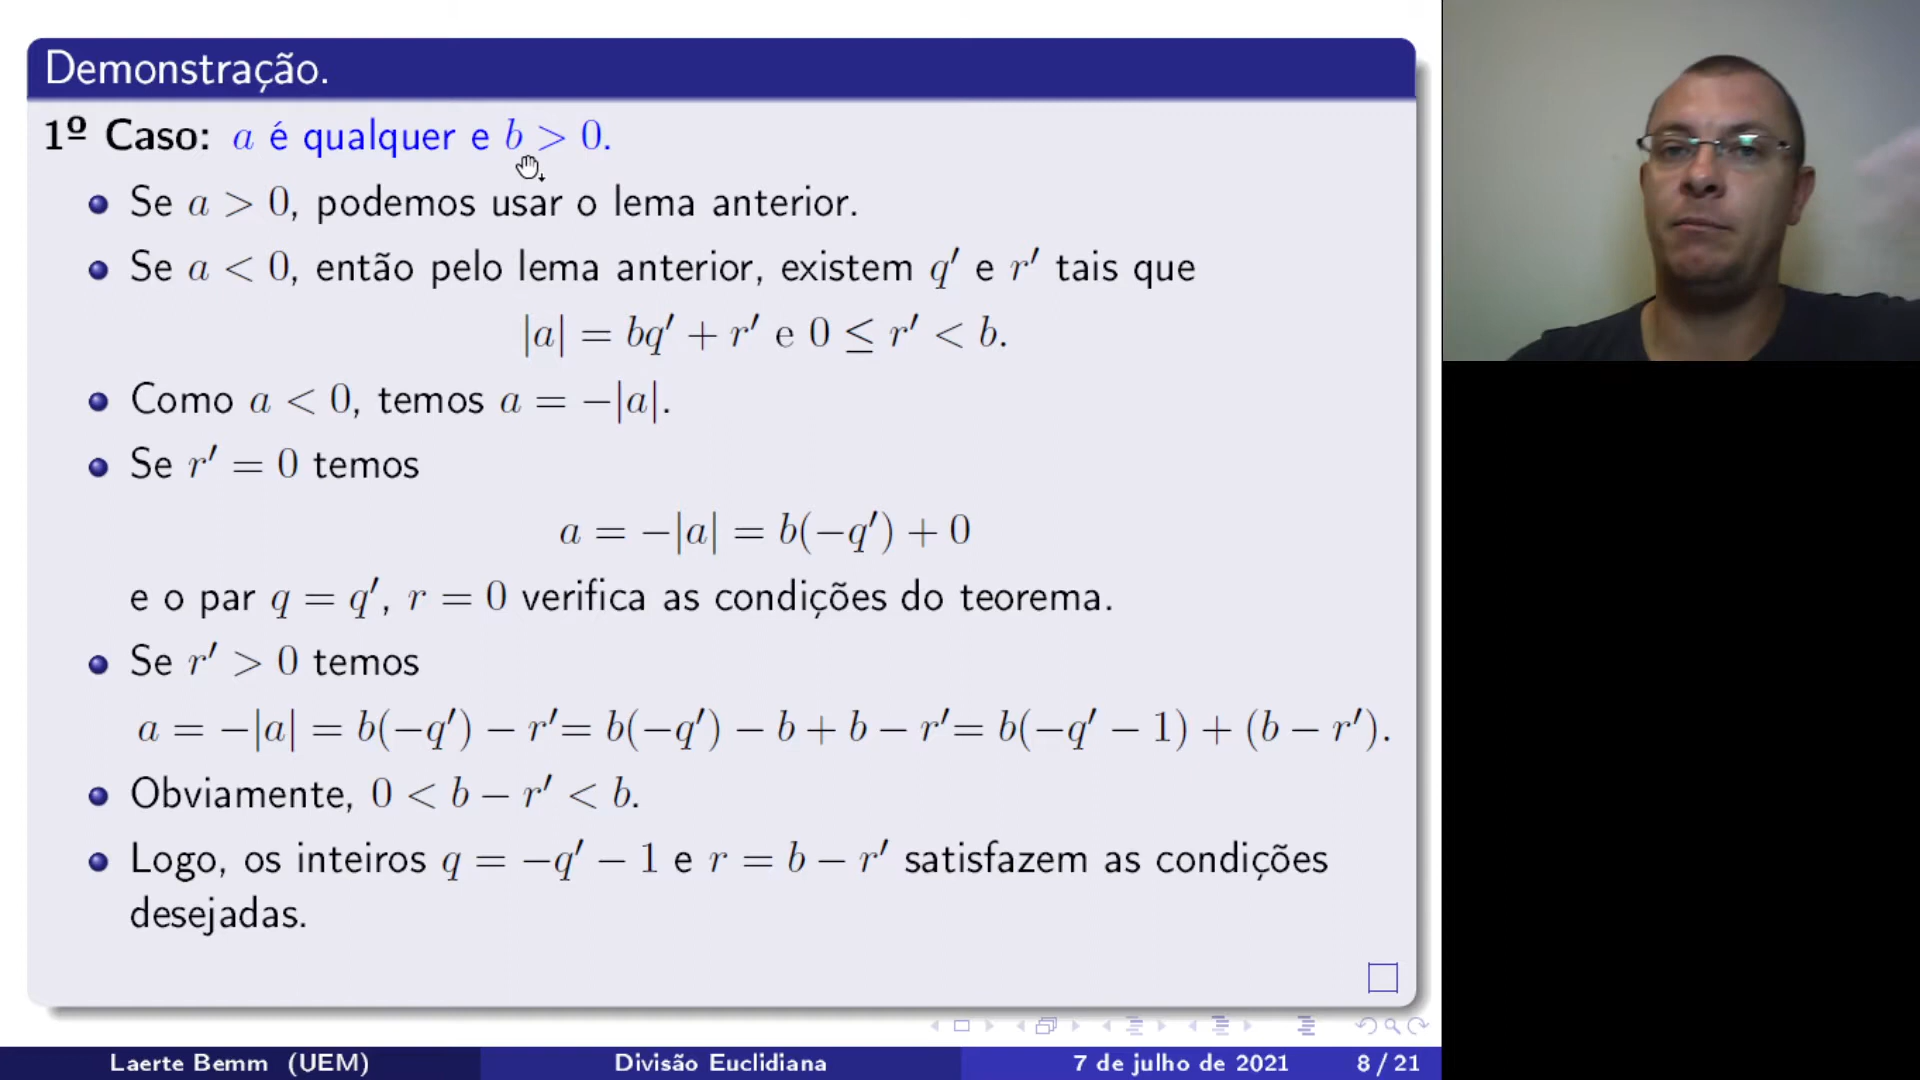 Demonstração.
1º Caso: a é qualquer e b > 0.
Se a > 0, podemos usar o lema anterior.
Se a < 0, então pelo lema anterior, existem q′ e r′ tais que
|a| = bq′ + r′ e 0 ≤ r′ < b.
Como a < 0, temos a = −|a|.
Se r′ = 0 temos
a = −|a| = b(−q′) + 0
e o par q = q′, r = 0 verifica as condições do teorema.
Se r′ > 0 temos
a = −|a| = b(−q′) − r′= b(−q′) − b + b − r′= b(−q′ − 1) + (b − r′).
Obviamente, 0 < b − r′ < b.
Logo, os inteiros q = −q′ − 1 e r = b − r′ satisfazem as condições
desejadas.
Laerte Bemm (UEM) Divisão Euclidiana 7 de julho de 2021 8 / 21